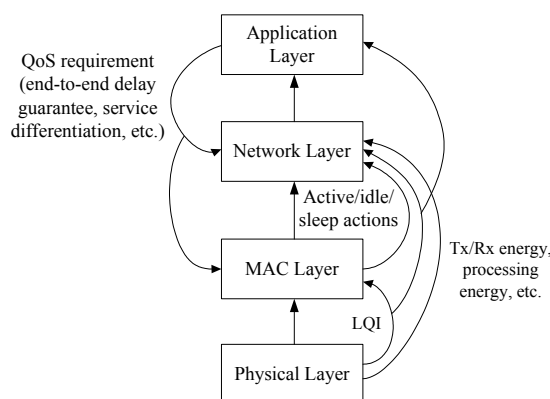 Application
Layer
QoS requirement
(end-to-end delay
guarantee, service
differentiation, etc.)
Network Layer
Active/idle/
sleep actions
Tx/Rx energy,
processing
energy, etc.
MAC Layer
LQI
Physical Layer